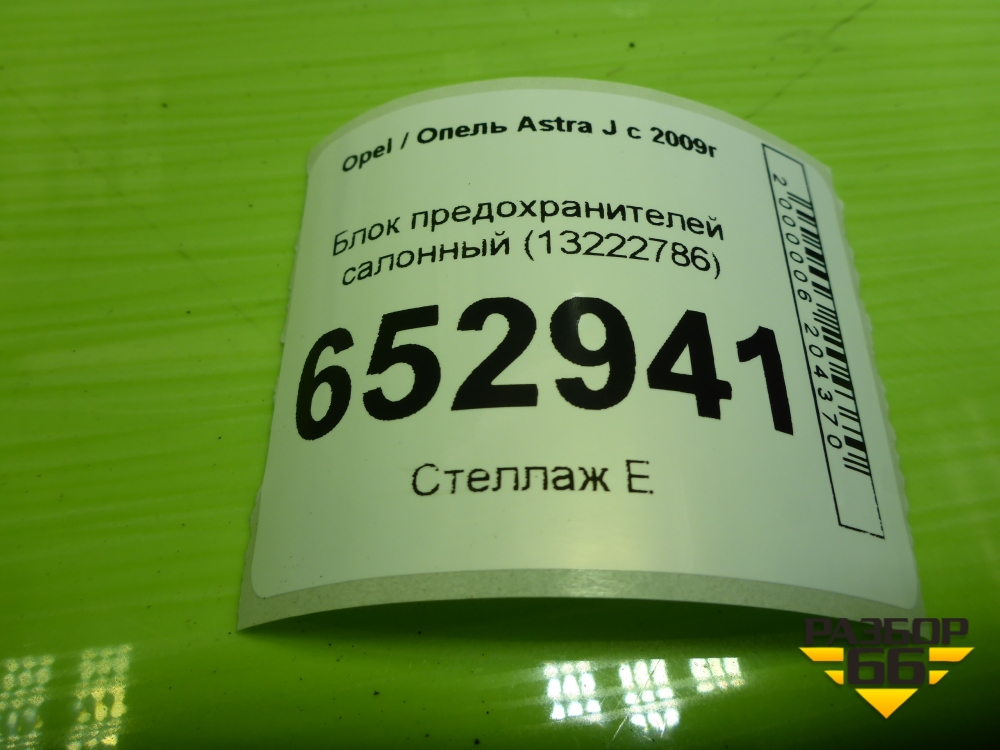 Opel / Опель Astra J с 2009г
Блок предохранителей
салонный (13222786)
652941
Стеллаж Е
2000006204370
РАЗБОР
66